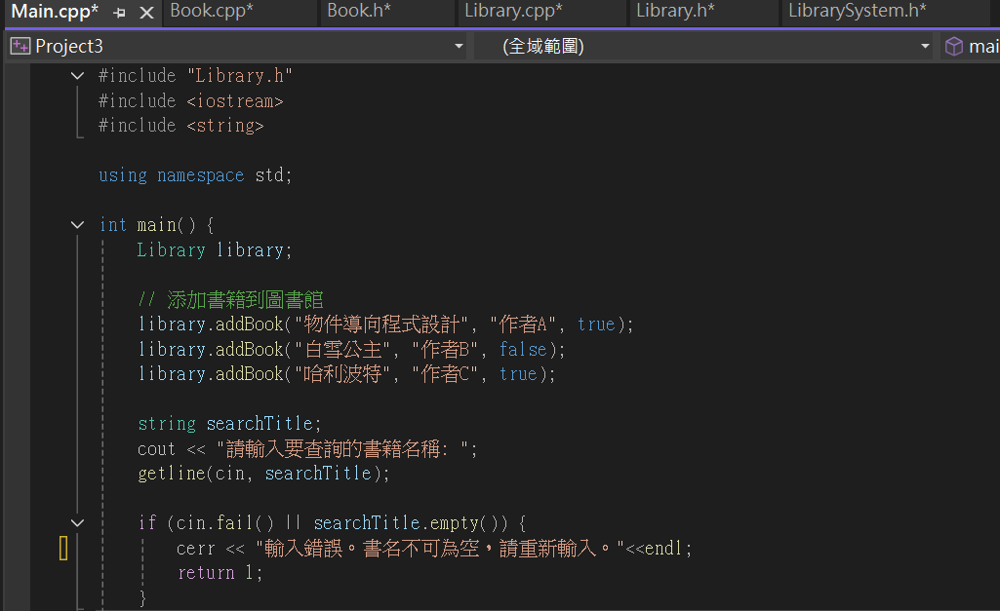 Main.cpp* Book.cpp* Book.h* Library.cpp* Library.h* LibrarySystem.h*
Project3 (全域範圍) mai
#include "Library.h"
#include <iostream>
#include <string>
using namespace std;
int main() {
Library library;
// 添加書籍到圖書館
library.addBook("物件導向程式設計", "作者A", true);
library.addBook("白雪公主", "作者B", false);
library.addBook("哈利波特", "作者C", true);
string searchTitle;
cout << "請輸入要查詢的書籍名稱: ";
getline(cin, searchTitle);
if (cin.fail() || searchTitle.empty()) {
cerr << "輸入錯誤。書名不可為空，請重新輸入。"<<endl;
return 1;
}